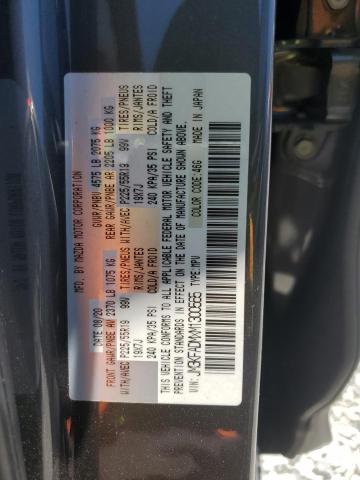 MFD. BY MAZDA MOTOR CORPORATION
DATE 09/20 GVWR/PNBV 4575 LB 2075 KG
FRONT GAWR/PNBE AV 2370 LB 1075 KG REAR GAWR/PNBE AR 2205 LB 1000 KG
WITH/AVEC P225/55R19 99V TIRES/PNEUS WITH/AVEC P225/55R19 99V TIRES/PNEUS
19X7J RIMS/JANTES 19X7J RIMS/JANTES
240 KPA/35 PSI COLD/A FROID 240 KPA/35 PSI COLD/A FROID
THIS VEHICLE CONFORMS TO ALL APPLICABLE FEDERAL MOTOR VEHICLE SAFETY AND THEFT
PREVENTION STANDARDS IN EFFECT ON THE DATE OF MANUFACTURE SHOWN ABOVE.
VIN: TYPE:MPV COLOR CODE:46G MADE IN JAPAN